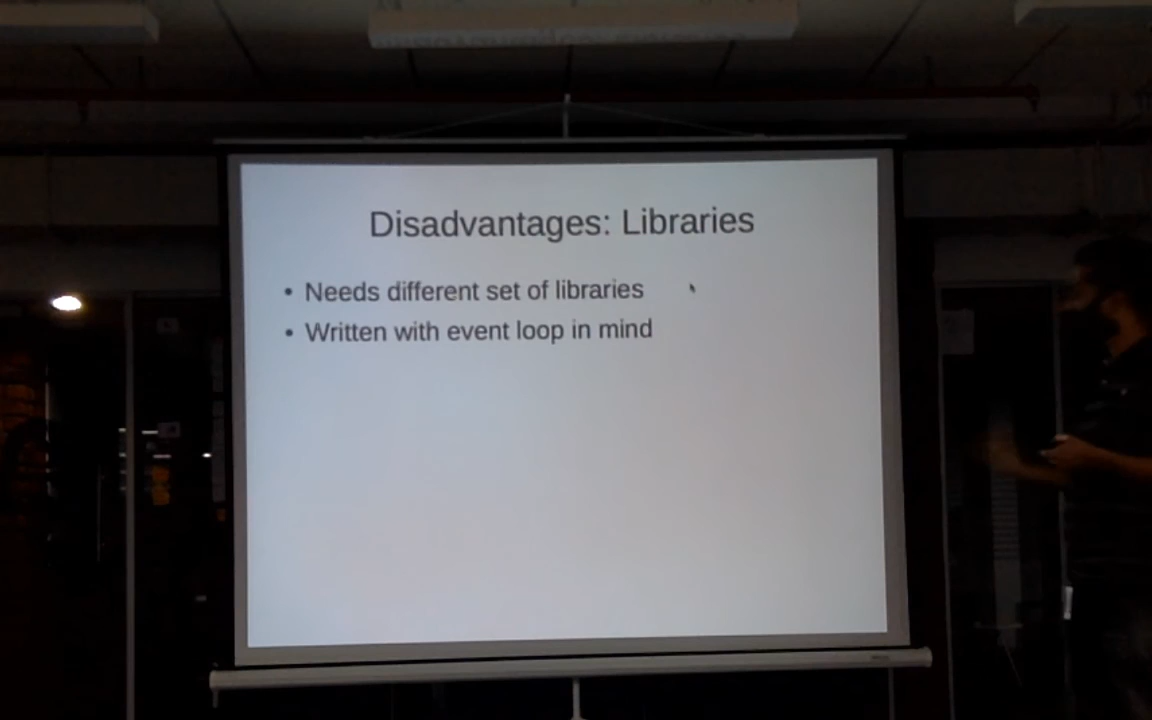 Disadvantages: Libraries
• Needs different set of libraries
• Written with event loop in mind